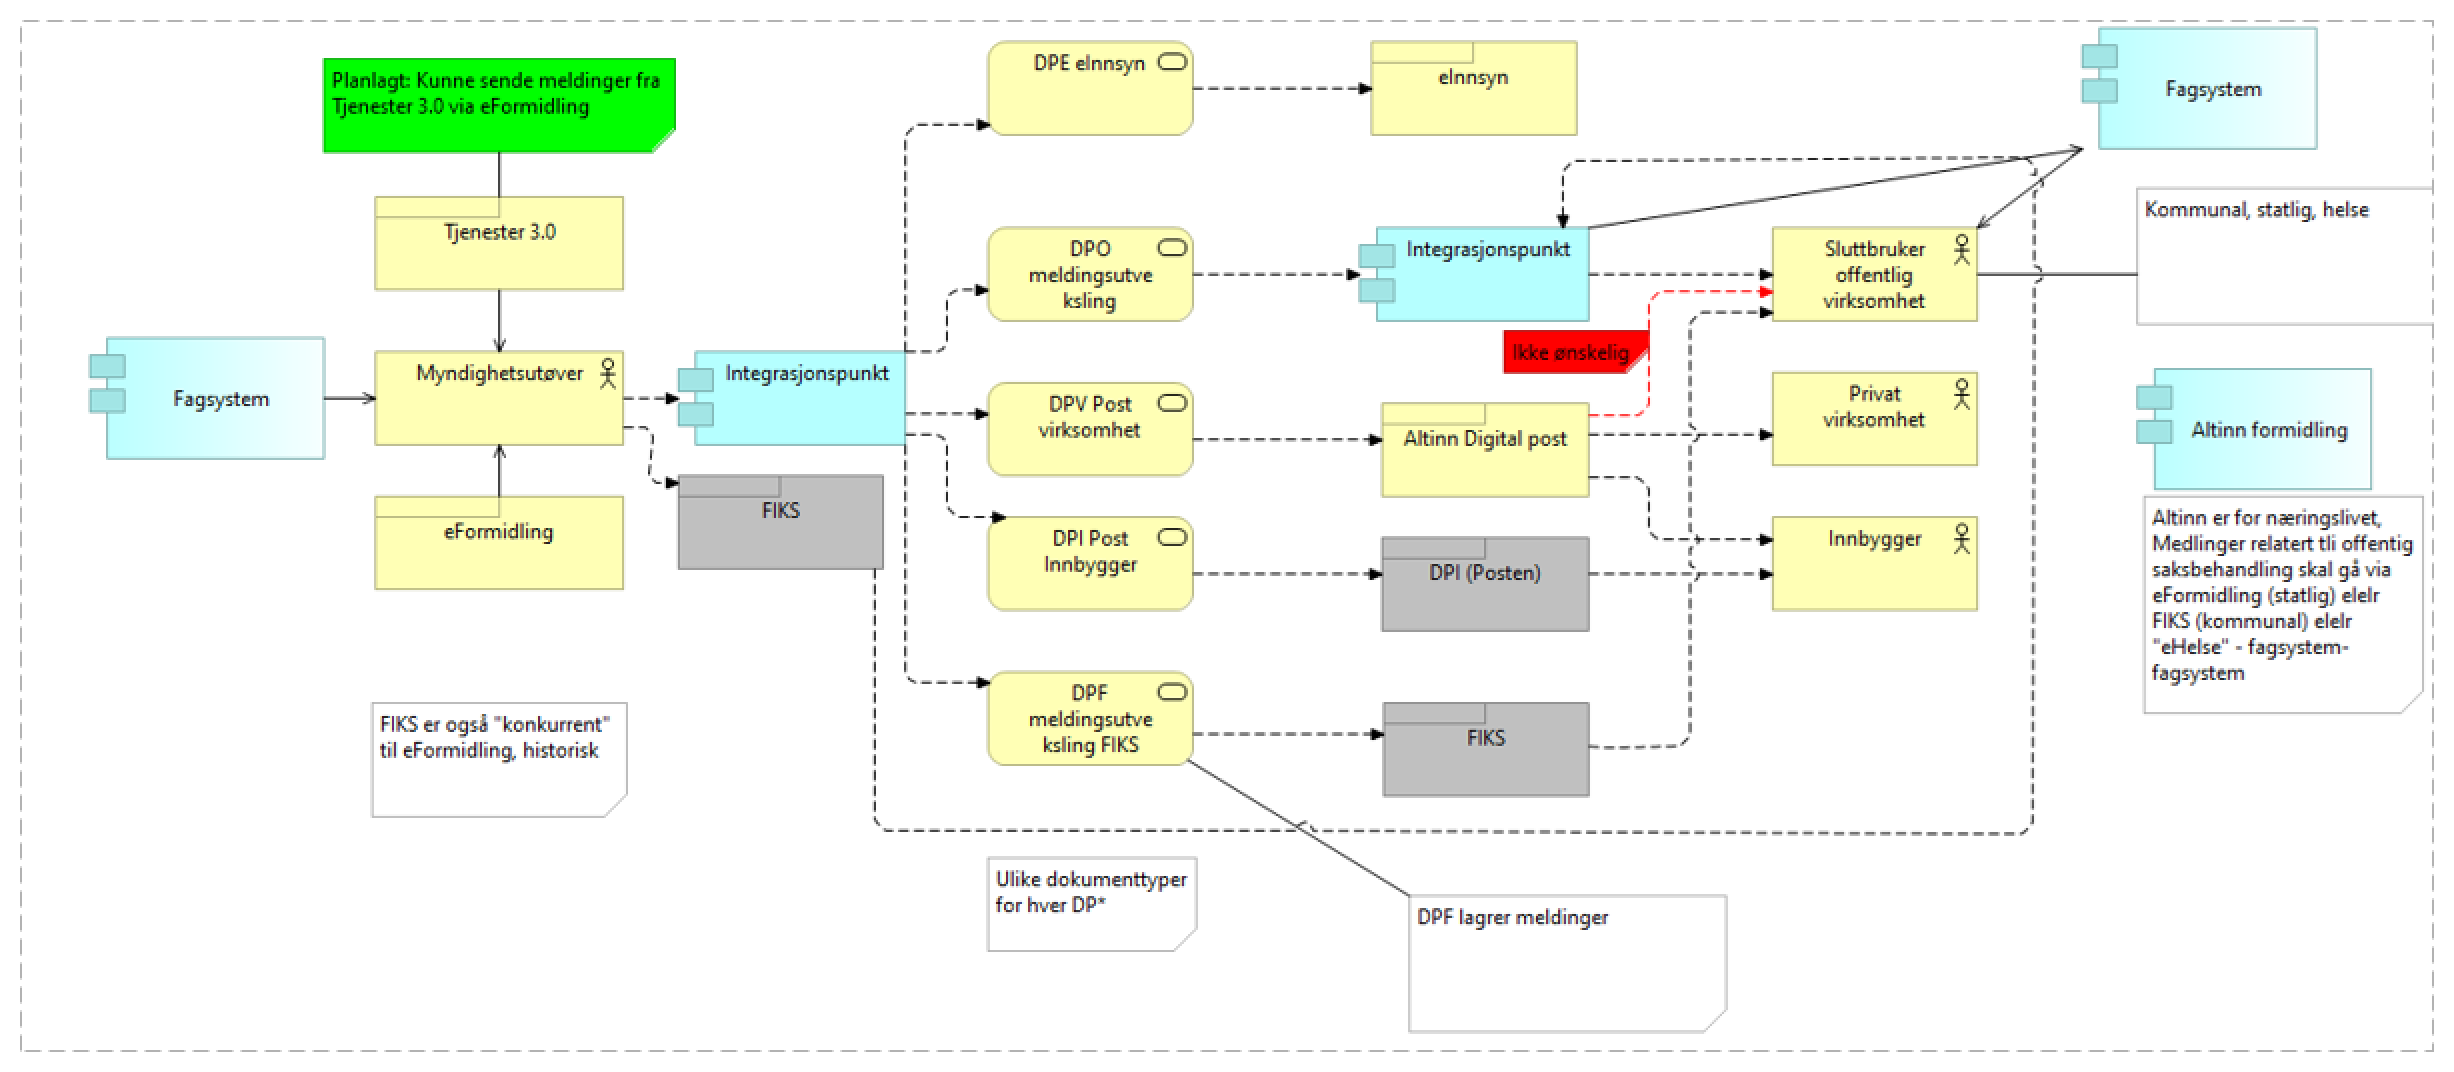 Planlagt: Kunne sende meldinger fra
Tjenester 3.0 via eFormidling
Tjenester 3.0
Fagsystem
Myndighetsutøver
eFormidling
FIKS er også "konkurrent"
til eFormidling, historisk
Integrasjonspunkt
FIKS
DPE eInnsyn
DPO
meldingsutve
ksling
DPV Post
virksomhet
DPI Post
Innbygger
DPF
meldingsutve
ksling FIKS
Ulike dokumenttyper
for hver DP*
eInnsyn
Integrasjonspunkt
Ikke ønskelig
Altinn Digital post
DPI (Posten)
FIKS
DPF lagrer meldinger
Sluttbruker
offentlig
virksomhet
Privat
virksomhet
Innbygger
Fagsystem
Kommunal, statlig, helse
Altinn formidling
Altinn er for næringslivet,
Medlinger relatert tli offentig
saksbehandling skal gå via
eFormidling (statlig) elelr
FIKS (kommunal) elelr
"eHelse" - fagsystem-
fagsystem